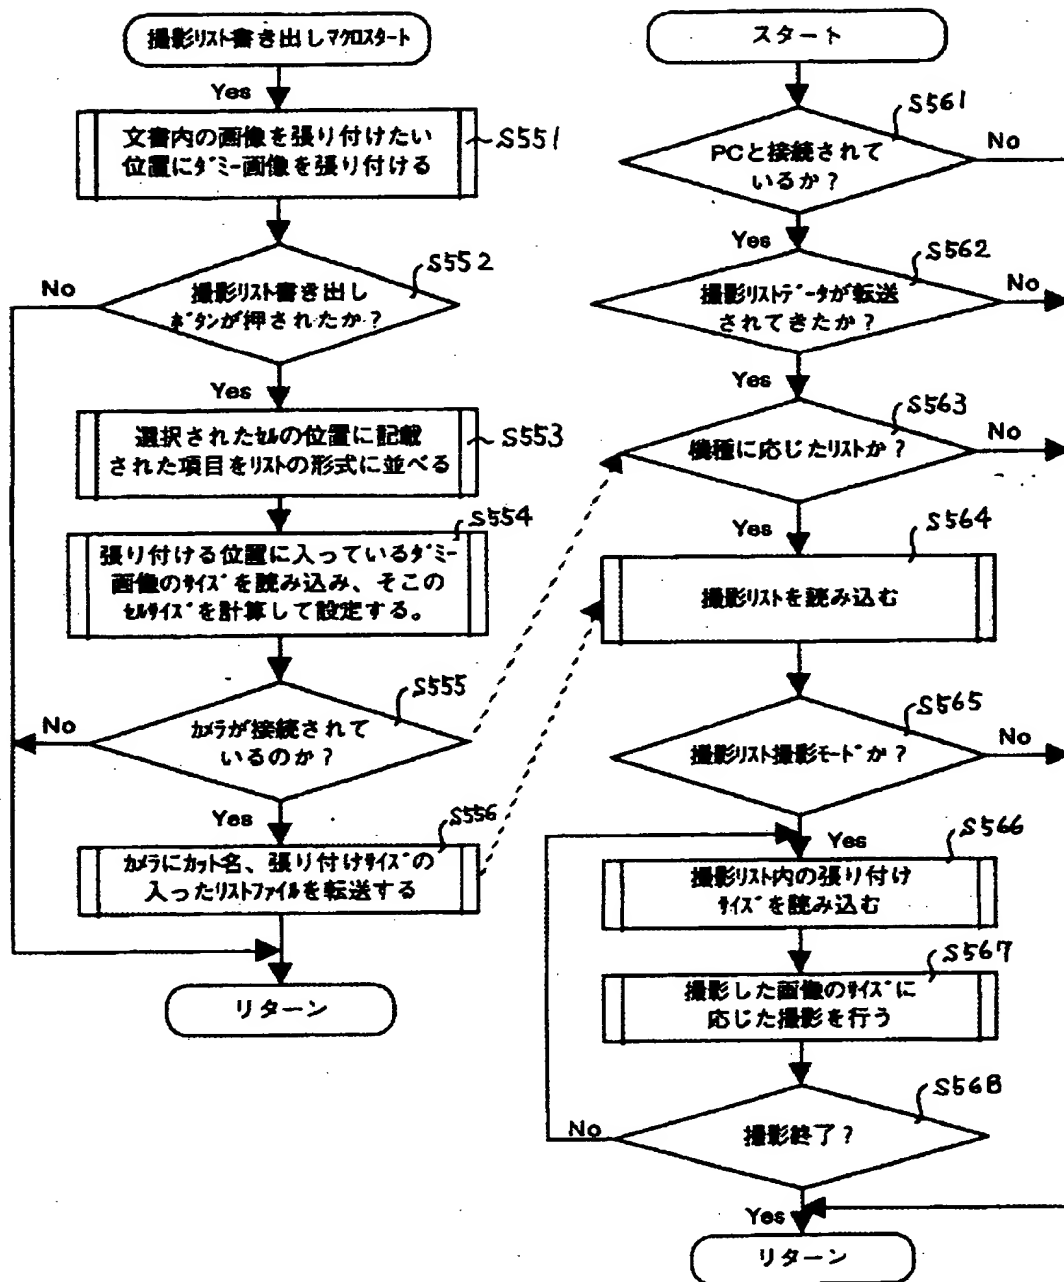 撮影リスト書き出しマクロスタート
Yes
文書内の画像を張り付けたい
位置にダミー画像を張り付ける
S551
S552
No
撮影リスト書き出し
ボタンが押されたか？
Yes
選択されたセルの位置に記載
された項目をリストの形式に並べる
S553
S554
張り付ける位置に入っているダミー
画像のサイズを読み込み、そこの
セルサイズを計算して設定する。
S555
No
カメラが接続されて
いるのか？
Yes
S556
カメラにカット名、張り付けサイズの
入ったリストファイルを転送する
リターン
スタート
S561
No
PCと接続されて
いるか？
Yes
S562
No
撮影リストデータが転送
されてきたか？
Yes
S563
No
機種に応じたリストか？
Yes
S564
撮影リストを読み込む
S565
No
撮影リスト撮影モードか？
Yes
S566
撮影リスト内の張り付け
サイズを読み込む
S567
撮影した画像のサイズに
応じた撮影を行う
S568
No
撮影終了？
Yes
リターン